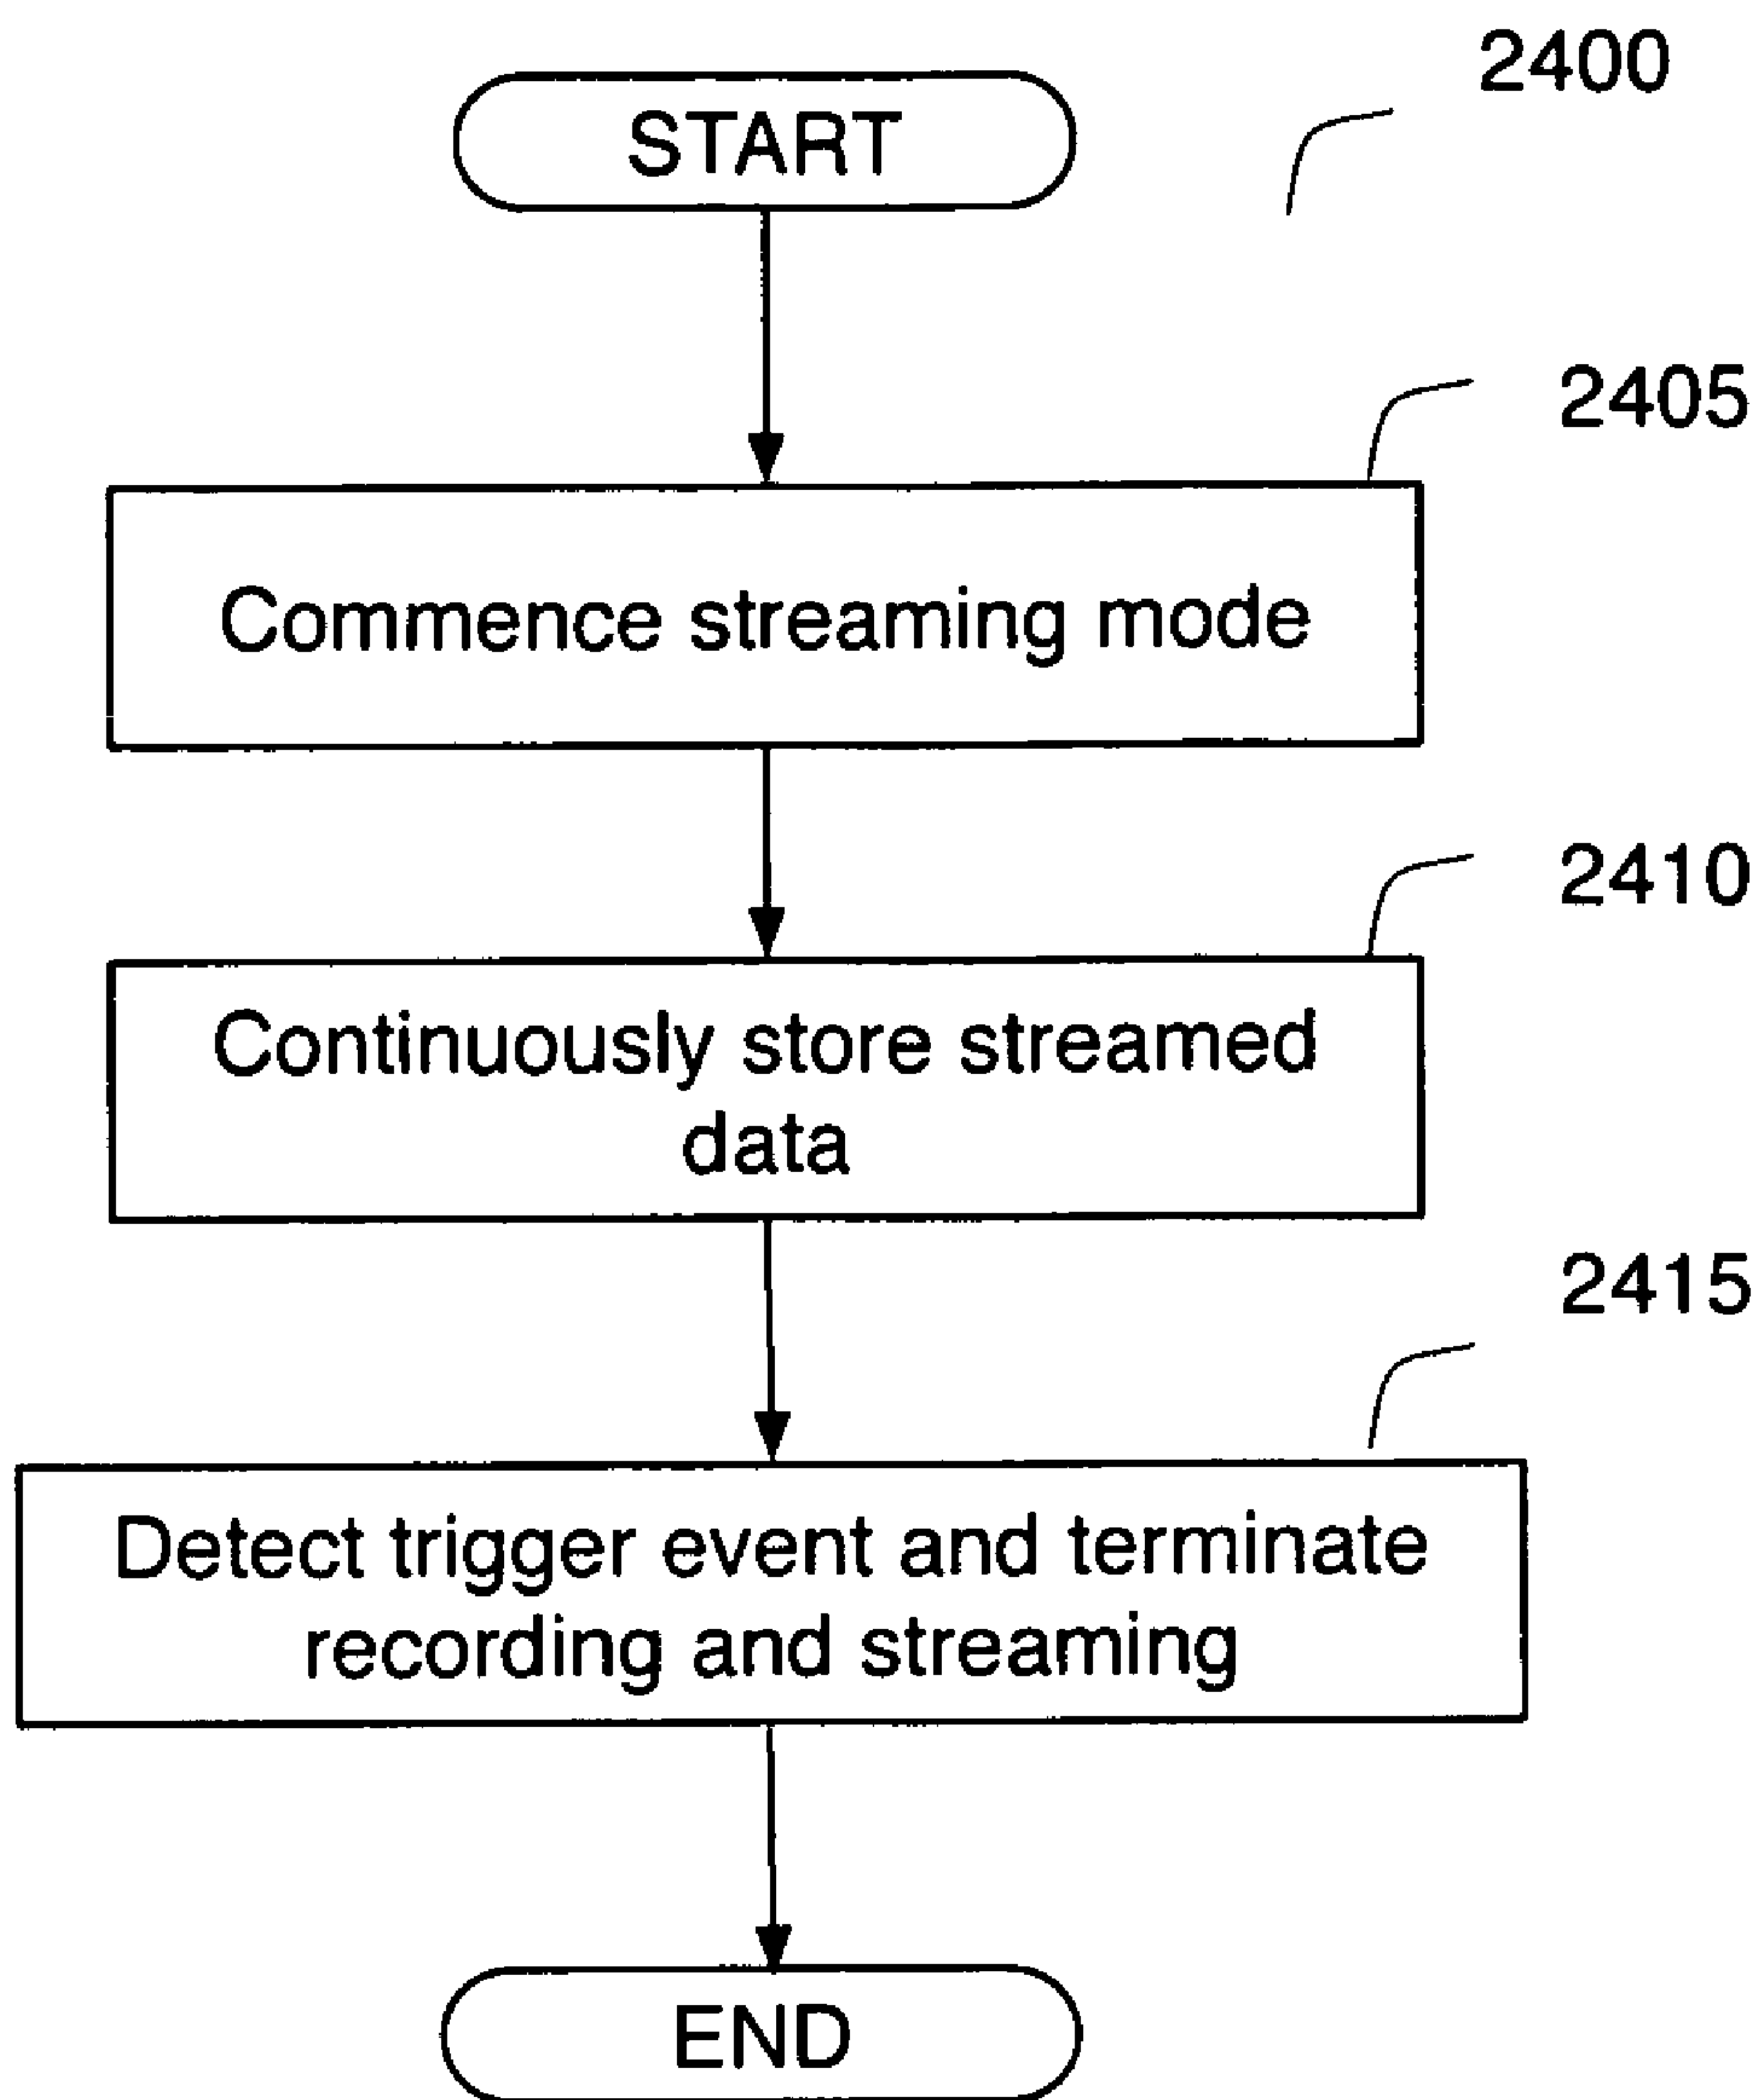 2400
START
2405
Commence streaming mode
2410
Continuously store streamed
data
2415
Detect trigger event and terminate
recording and streaming
END